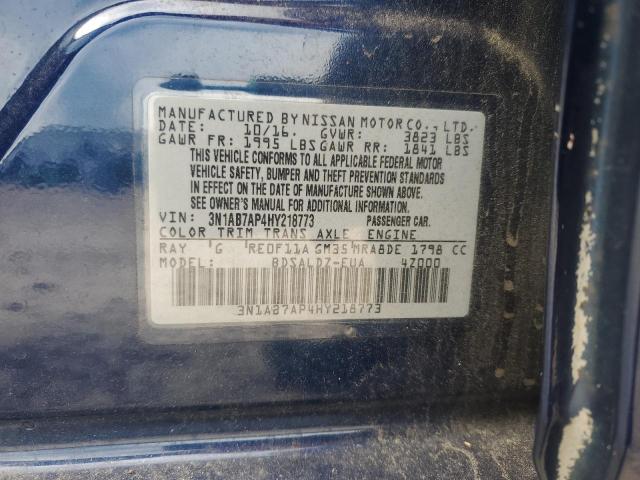 MANUFACTURED BY NISSAN MOTOR CO., LTD.
DATE: 10/16. GVWR: 3823 LBS
GAWR FR: 1995 LBS GAWR RR: 1841 LBS
THIS VEHICLE CONFORMS TO ALL APPLICABLE FEDERAL MOTOR
VEHICLE SAFETY, BUMPER AND THEFT PREVENTION STANDARDS
IN EFFECT ON THE DATE OF MANUFACTURE SHOWN ABOVE.
SEE OWNER'S MANUAL FOR ADDITIONAL INFORMATION.
VIN: 3N1AB7AP4HY218773 PASSENGER CAR.
COLOR TRIM TRANS AXLE ENGINE
RAY 'G RE0F11A GM35 MRA8DE 1798 CC
MODEL: BDSALDZ-EUA 4Z000
3N1AB7AP4HY218773